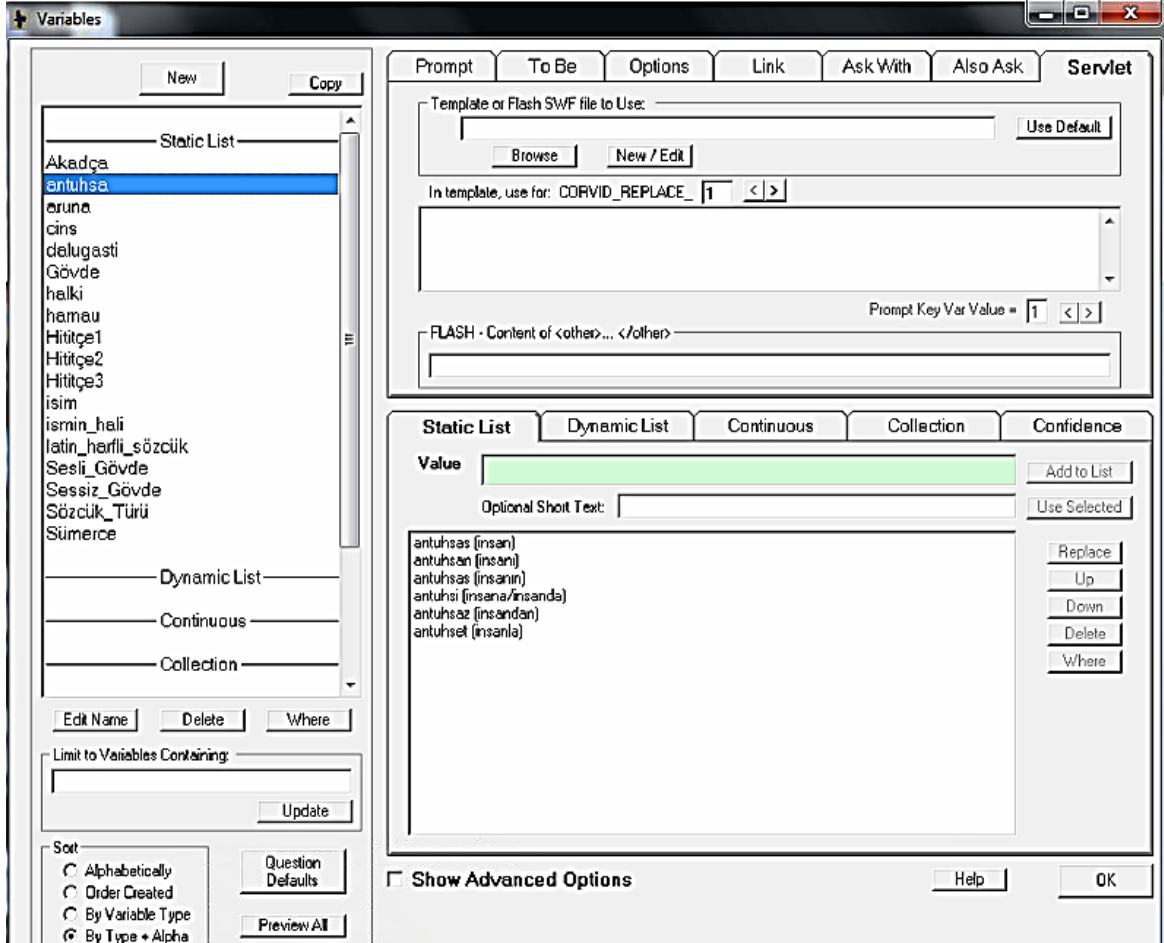 Variables
New
Copy
Static List
Akadça
antuhsa
aruna
cins
dalugasti
Gövde
halki
hamau
Hititçe1
Hititçe2
Hititçe3
isim
ismin_hali
latin_harfli_sözcük
Sesli_Gövde
Sessiz_Gövde
Sözcük_Türü
Sümerce
Dynamic List
Continuous
Collection
Edit Name Delete Where
Limit to Variables Containing:
Update
Sort
Alphabetically
Order Created
By Variable Type
By Type + Alpha
Question
Defaults
Preview All
Prompt To Be Options Link Ask With Also Ask Servlet
Template or Flash SWF file to Use:
Use Default
Browse New / Edit
In template, use for: CORVID_REPLACE_ 1 < >
Prompt Key Var Value = 1 < >
FLASH - Content of <other>... </other>
Static List Dynamic List Continuous Collection Confidence
Value
Add to List
Optional Short Text:
Use Selected
antuhsas (insan)
antuhsan (insanı)
antuhsas (insanın)
antuhsi (insana/insanda)
antuhsaz (insandan)
antuhset (insanla)
Replace
Up
Down
Delete
Where
Show Advanced Options
Help
OK